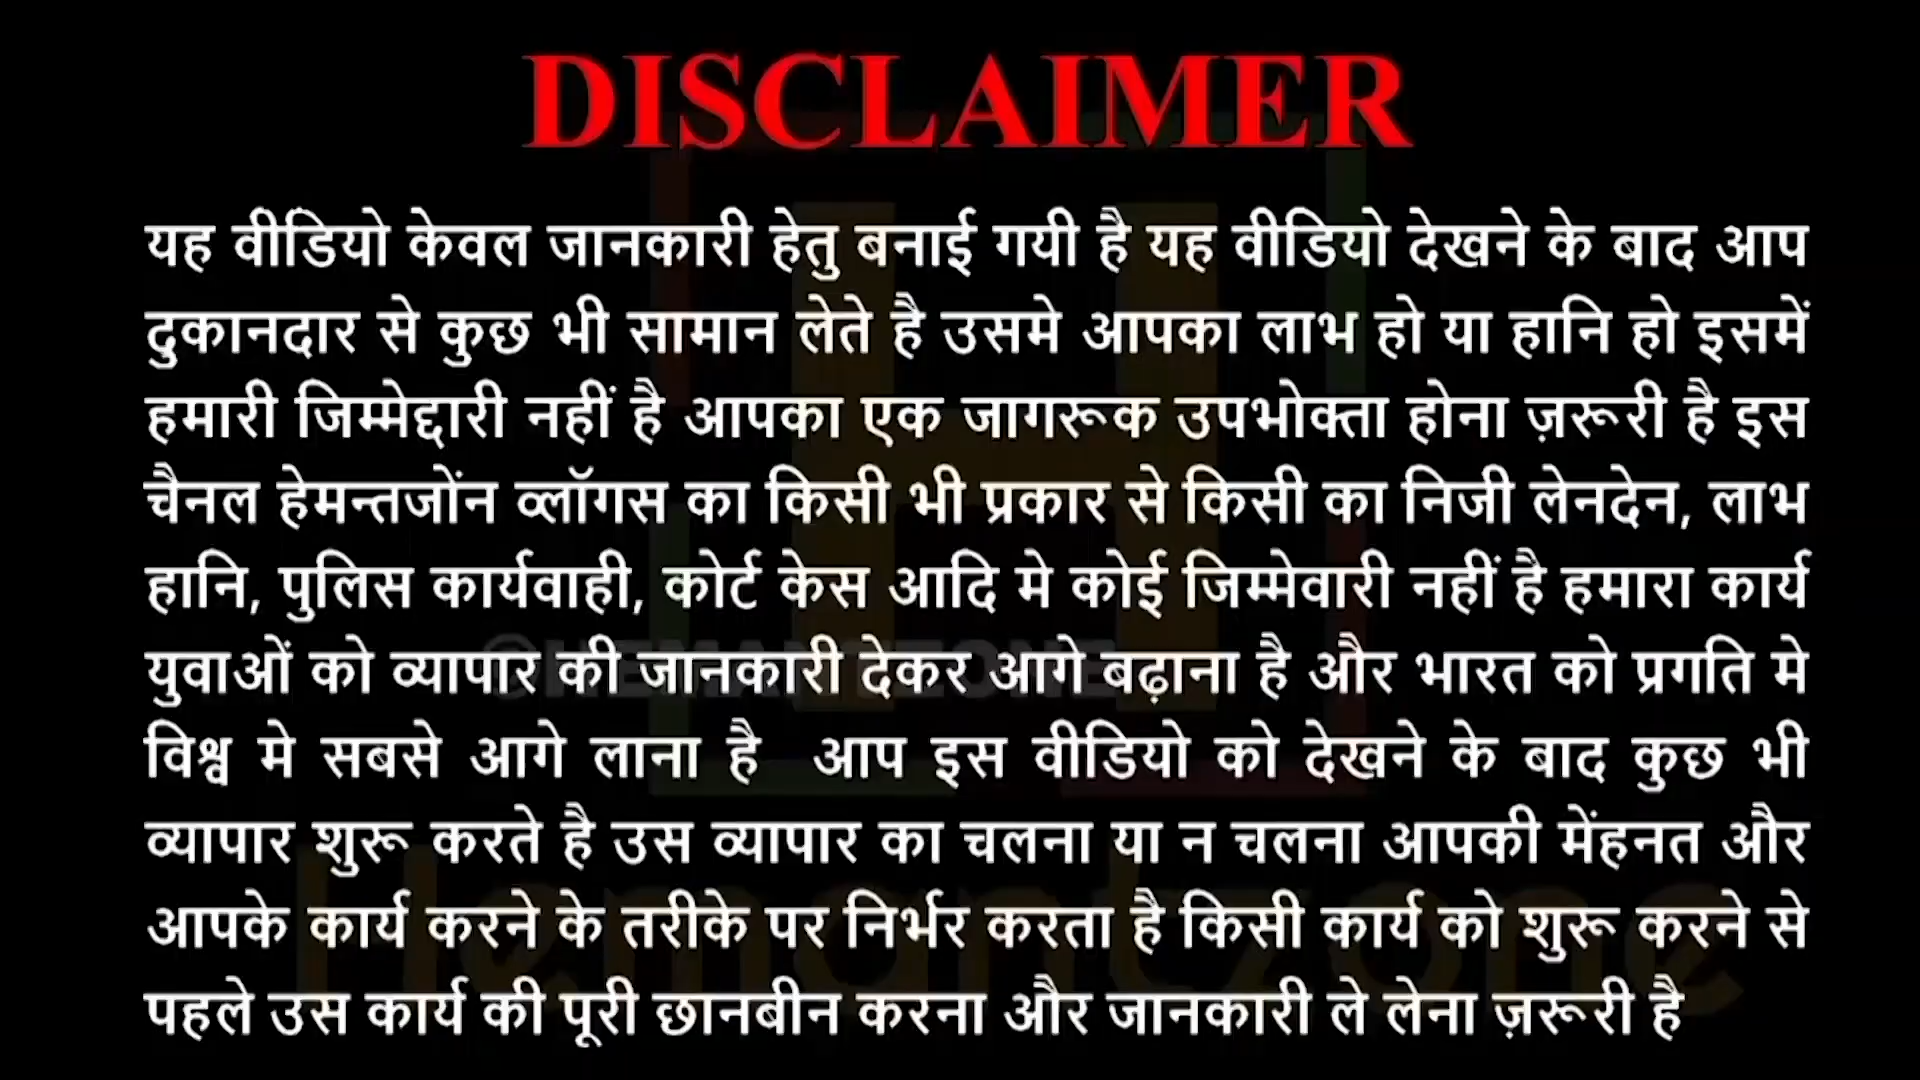 DISCLAIMER
यह वीडियो केवल जानकारी हेतु बनाई गयी है यह वीडियो देखने के बाद आप
दुकानदार से कुछ भी सामान लेते है उसमे आपका लाभ हो या हानि हो इसमें
हमारी जिम्मेद्दारी नहीं है आपका एक जागरूक उपभोक्ता होना ज़रूरी है इस
चैनल हेमन्तजोंन व्लॉगस का किसी भी प्रकार से किसी का निजी लेनदेन, लाभ
हानि, पुलिस कार्यवाही, कोर्ट केस आदि मे कोई जिम्मेवारी नहीं है हमारा कार्य
युवाओं को व्यापार की जानकारी देकर आगे बढ़ाना है और भारत को प्रगति मे
विश्व मे सबसे आगे लाना है आप इस वीडियो को देखने के बाद कुछ भी
व्यापार शुरू करते है उस व्यापार का चलना या न चलना आपकी मेंहनत और
आपके कार्य करने के तरीके पर निर्भर करता है किसी कार्य को शुरू करने से
पहले उस कार्य की पूरी छानबीन करना और जानकारी ले लेना ज़रूरी है
@HEMANTZONE
Hemantzone